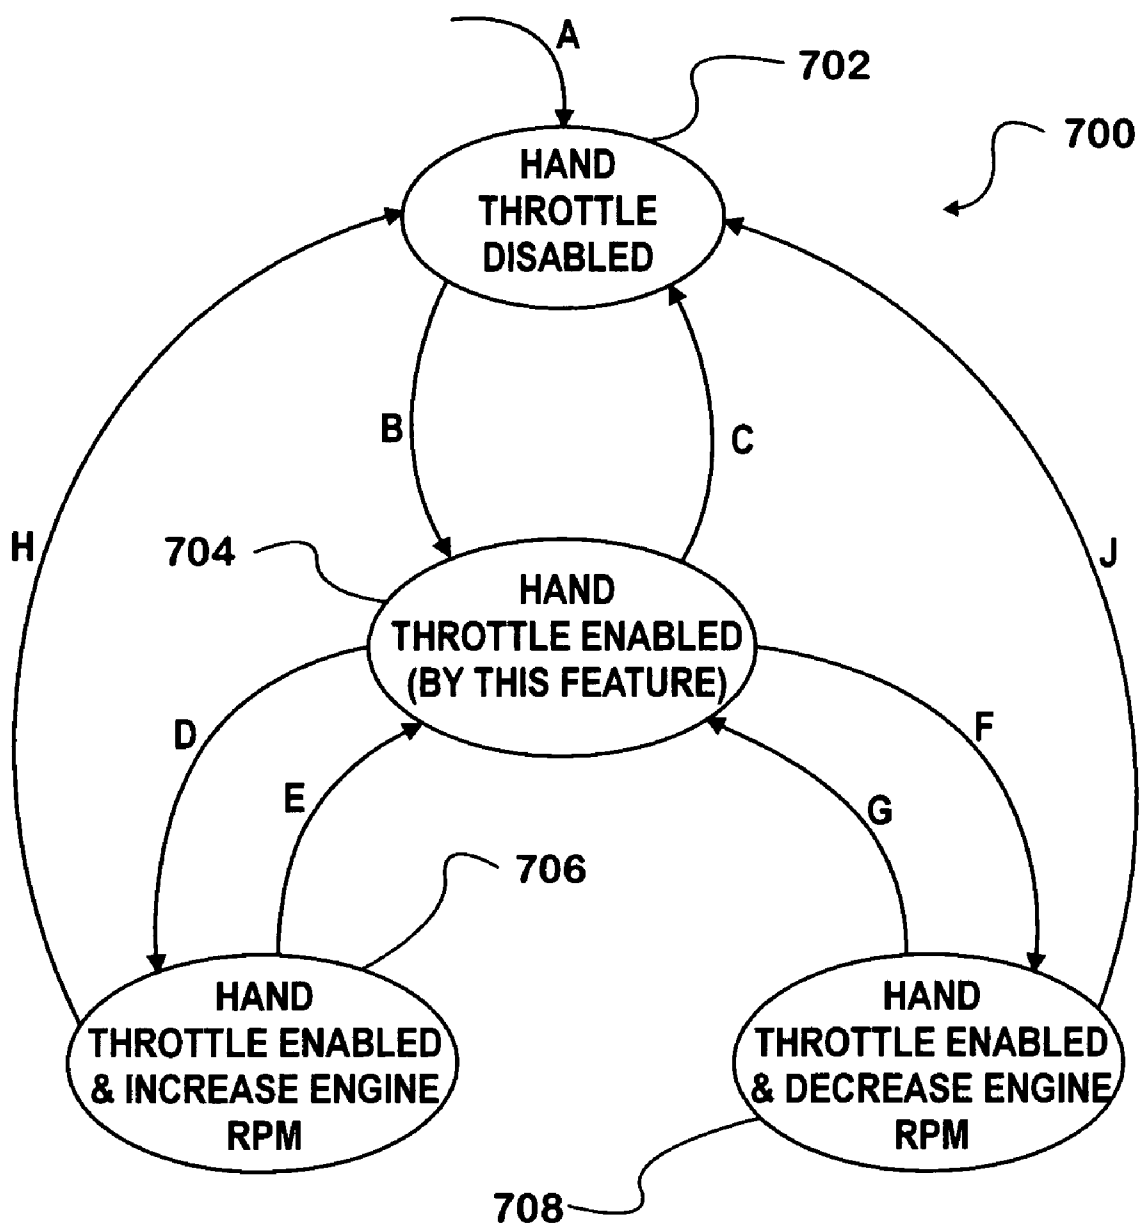 A
702
700
HAND
THROTTLE
DISABLED
B
C
H
704
J
HAND
THROTTLE ENABLED
(BY THIS FEATURE)
D
F
E
G
706
HAND
THROTTLE ENABLED
& INCREASE ENGINE
RPM
HAND
THROTTLE ENABLED
& DECREASE ENGINE
RPM
708